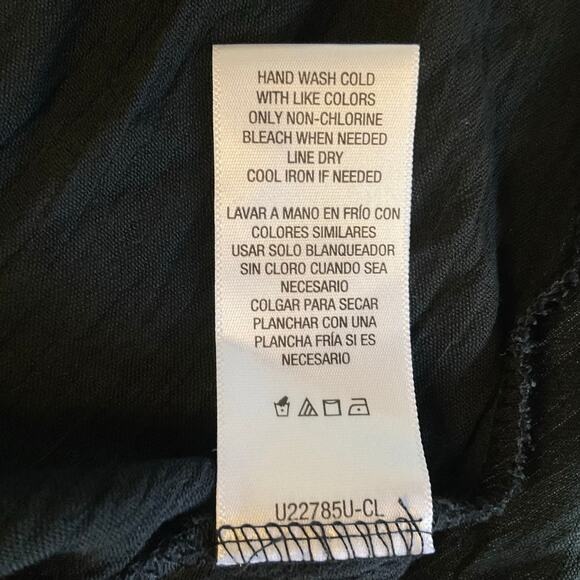 HAND WASH COLD
WITH LIKE COLORS
ONLY NON-CHLORINE
BLEACH WHEN NEEDED
LINE DRY
COOL IRON IF NEEDED
LAVAR A MANO EN FRÍO CON
COLORES SIMILARES
USAR SOLO BLANQUEADOR
SIN CLORO CUANDO SEA
NECESARIO
COLGAR PARA SECAR
PLANCHAR CON UNA
PLANCHA FRÍA SI ES
NECESARIO
U22785U-CL